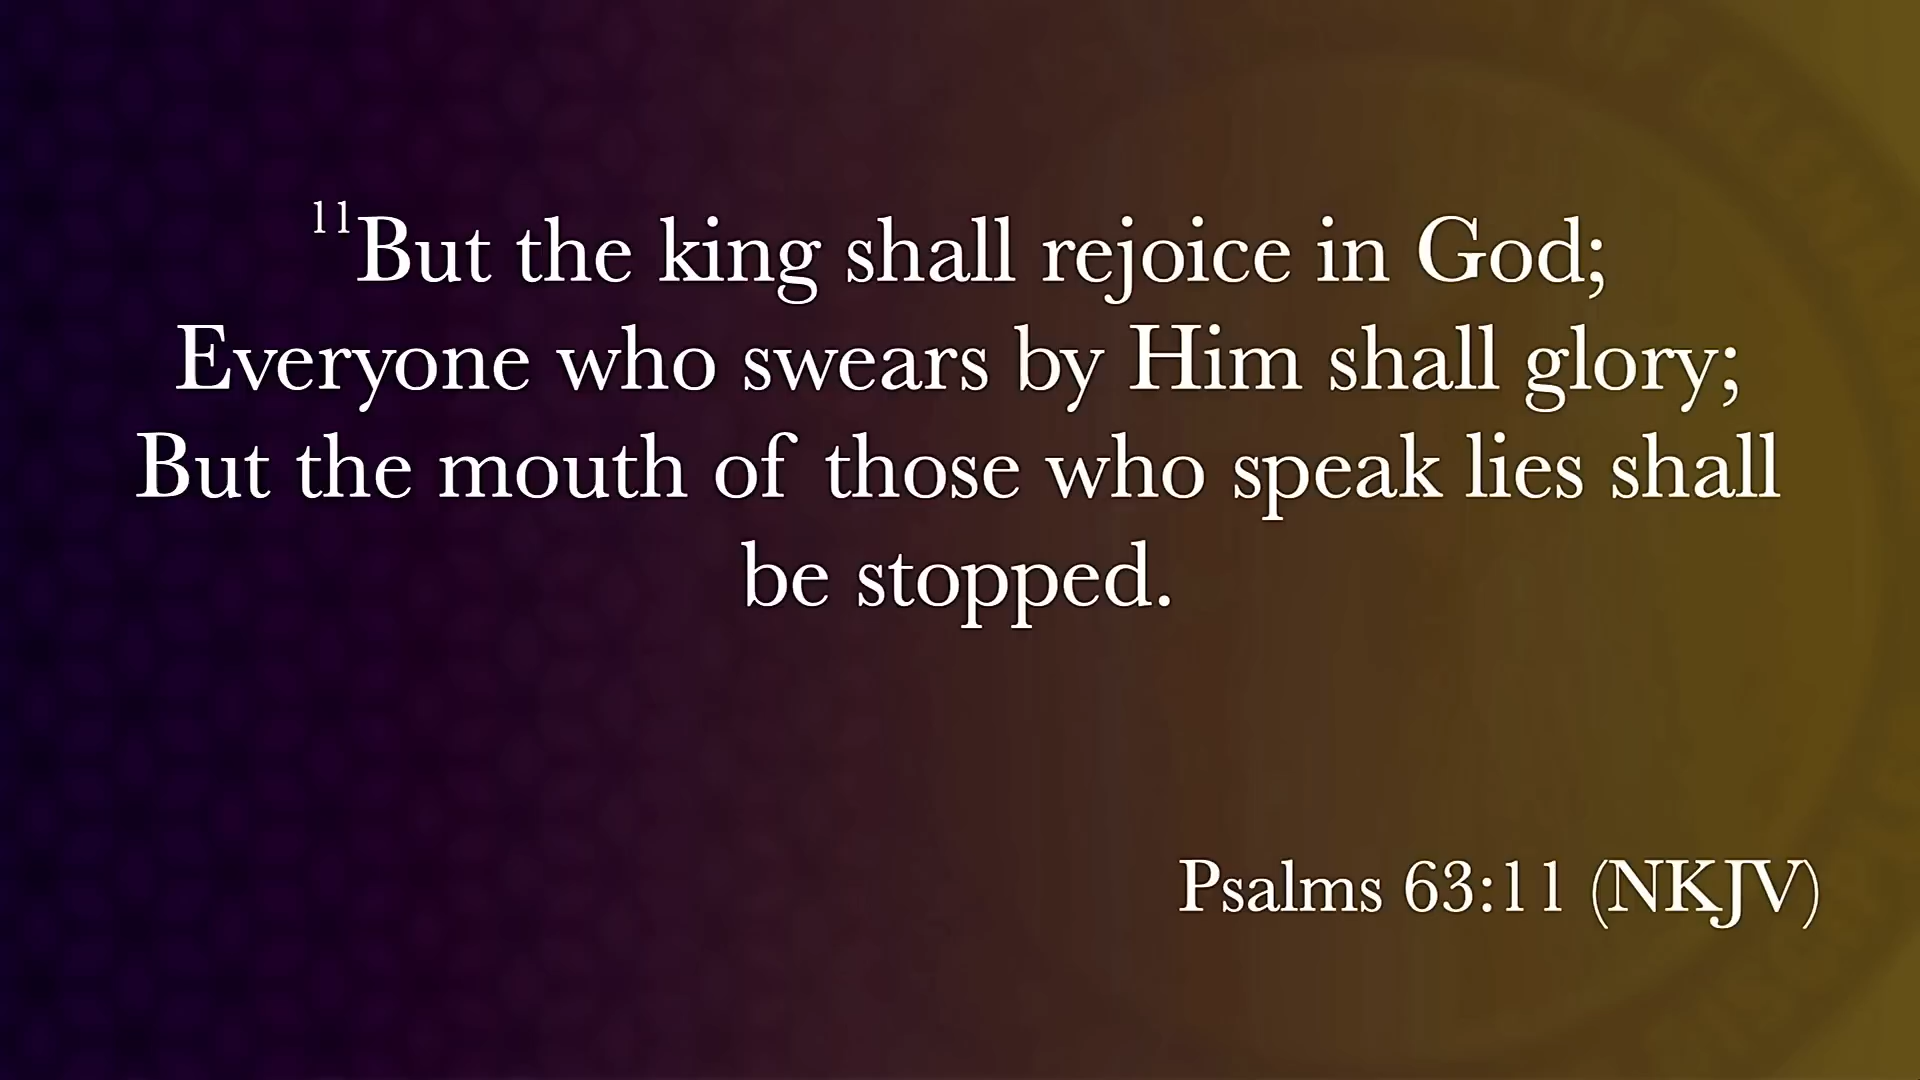 ¹¹But the king shall rejoice in God;
Everyone who swears by Him shall glory;
But the mouth of those who speak lies shall
be stopped.
Psalms 63:11 (NKJV)